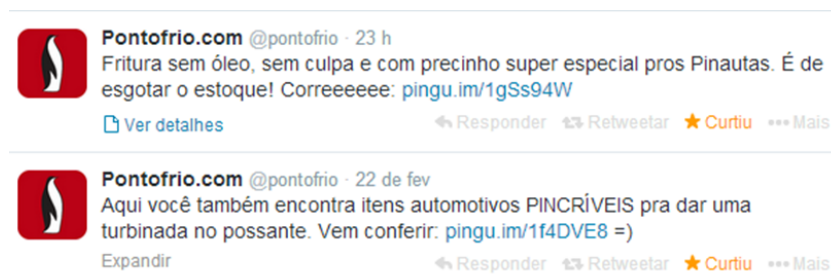 Pontofrio.com @pontofrio · 23 h
Fritura sem óleo, sem culpa e com precinho super especial pros Pinautas. É de
esgotar o estoque! Correeeeee: pingu.im/1gSs94W
Ver detalhes Responder Retweetar Curtiu Mais
Pontofrio.com @pontofrio · 22 de fev
Aqui você também encontra itens automotivos PINCRÍVEIS pra dar uma
turbinada no possante. Vem conferir: pingu.im/1f4DVE8 =)
Expandir Responder Retweetar Curtiu Mais